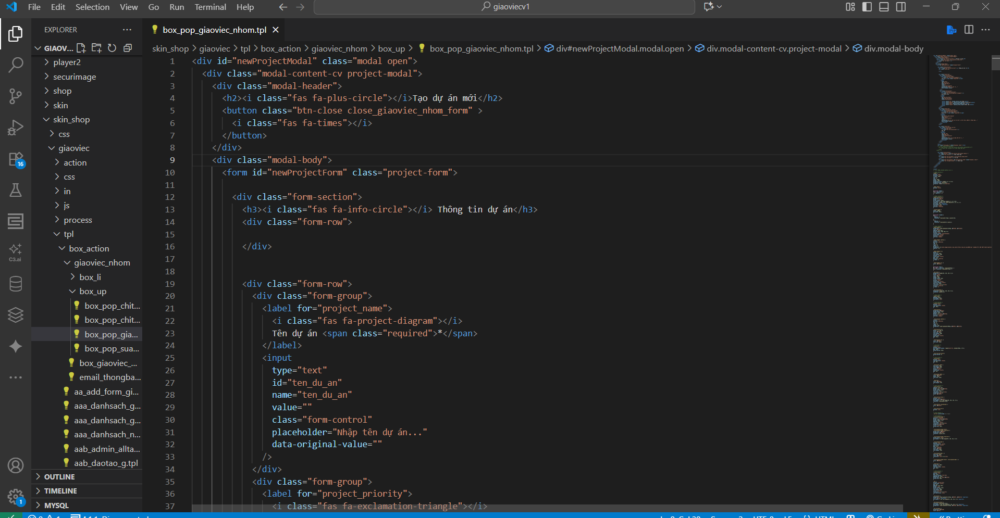 File Edit Selection View Go Run Terminal Help
giaoviecv1
EXPLORER
GIAOV...
player2
securimage
shop
skin
skin_shop
css
giaoviec
action
css
in
js
process
tpl
box_action
giaoviec_nhom
box_li
box_up
box_pop_chit...
box_pop_chit...
box_pop_gia...
box_pop_sua...
box_giaoviec_...
email_thongba...
aa_add_form_gi...
aaa_danhsach_g...
aaa_danhsach_g...
aaa_danhsach_n...
aab_admin_allta...
aab_daotao_g.tpl
OUTLINE
TIMELINE
MYSQL
16
C3.ai
1
box_pop_giaoviec_nhom.tpl
skin_shop > giaoviec > tpl > box_action > giaoviec_nhom > box_up > box_pop_giaoviec_nhom.tpl > div#newProjectModal.modal.open > div.modal-content-cv.project-modal > div.modal-body
1 <div id="newProjectModal" class="modal open">
2 <div class="modal-content-cv project-modal">
3 <div class="modal-header">
4 <h2><i class="fas fa-plus-circle"></i>Tạo dự án mới</h2>
5 <button class="btn-close close_giaoviec_nhom_form" >
6 <i class="fas fa-times"></i>
7 </button>
8 </div>
9 <div class="modal-body">
10 <form id="newProjectForm" class="project-form">
11
12 <div class="form-section">
13 <h3><i class="fas fa-info-circle"></i> Thông tin dự án</h3>
14 <div class="form-row">
15
16 </div>
17
18
19 <div class="form-row">
20 <div class="form-group">
21 <label for="project_name">
22 <i class="fas fa-project-diagram"></i>
23 Tên dự án <span class="required">*</span>
24 </label>
25 <input
26 type="text"
27 id="ten_du_an"
28 name="ten_du_an"
29 value=""
30 class="form-control"
31 placeholder="Nhập tên dự án..."
32 data-original-value=""
33 />
34 </div>
35 <div class="form-group">
36 <label for="project_priority">
37 <i class="fas fa-exclamation-triangle"></i>